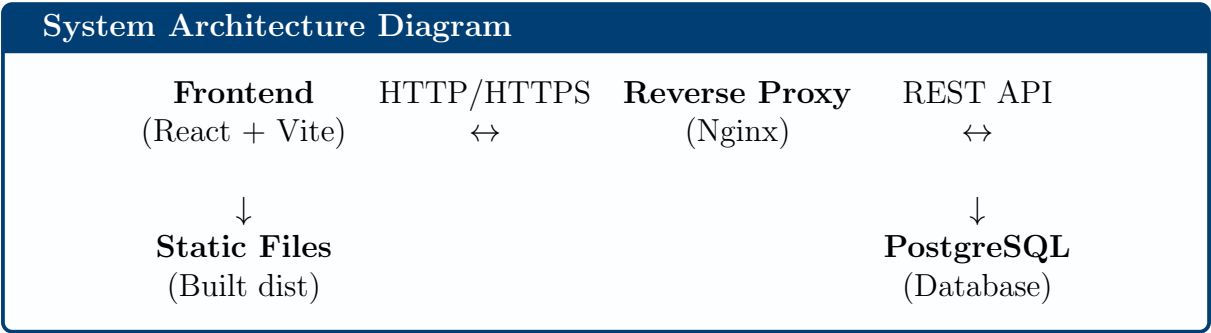 System Architecture Diagram
Frontend HTTP/HTTPS Reverse Proxy REST API
(React + Vite) ↔ (Nginx) ↔
↓ ↓
Static Files PostgreSQL
(Built dist) (Database)